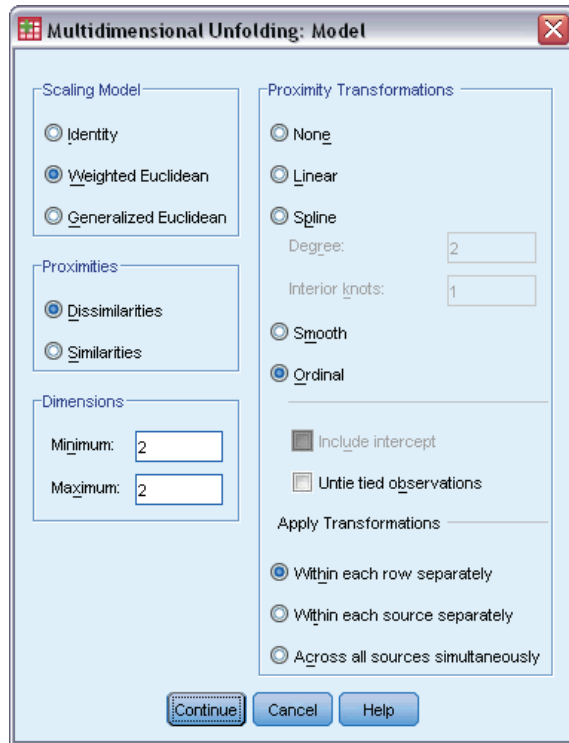 Multidimensional Unfolding: Model
Scaling Model
Identity
Weighted Euclidean
Generalized Euclidean
Proximities
Dissimilarities
Similarities
Dimensions
Minimum: 2
Maximum: 2
Proximity Transformations
None
Linear
Spline
Degree: 2
Interior knots: 1
Smooth
Ordinal
Include intercept
Untie tied observations
Apply Transformations
Within each row separately
Within each source separately
Across all sources simultaneously
Continue Cancel Help